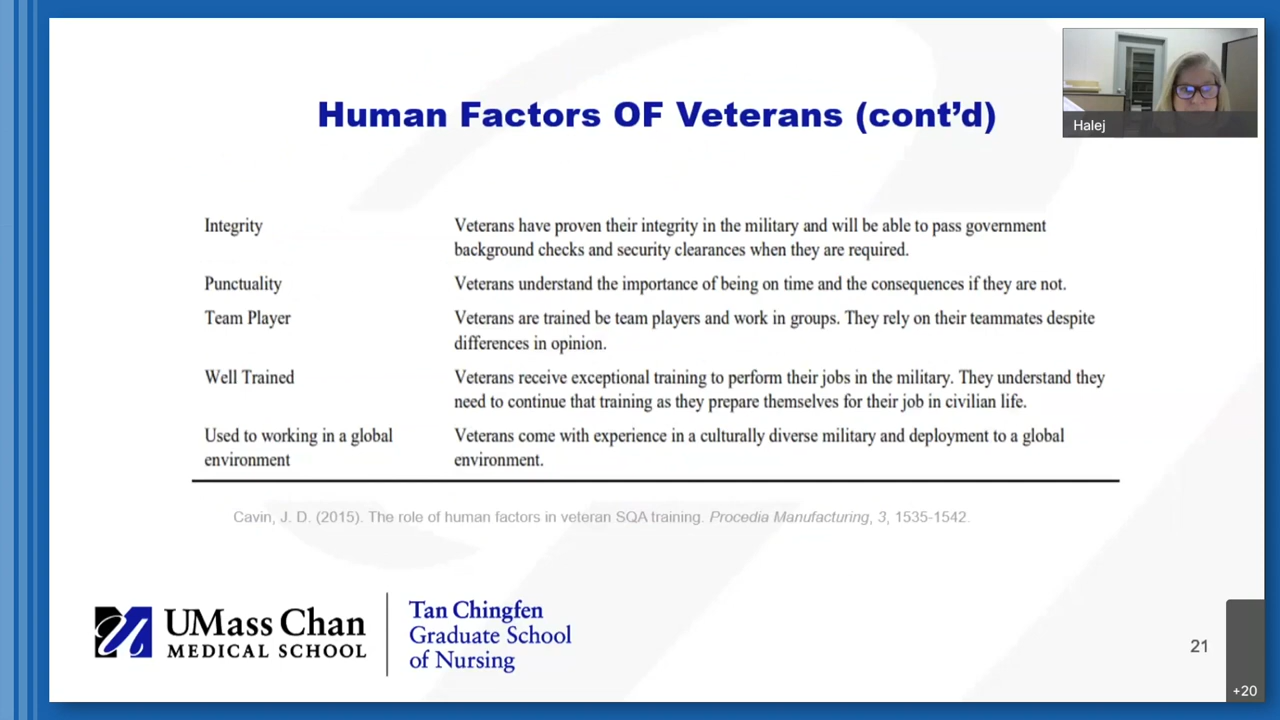 Human Factors OF Veterans (cont'd)
Halej
Integrity
Veterans have proven their integrity in the military and will be able to pass government
background checks and security clearances when they are required.
Punctuality
Veterans understand the importance of being on time and the consequences if they are not.
Team Player
Veterans are trained be team players and work in groups. They rely on their teammates despite
differences in opinion.
Well Trained
Veterans receive exceptional training to perform their jobs in the military. They understand they
need to continue that training as they prepare themselves for their job in civilian life.
Used to working in a global
environment
Veterans come with experience in a culturally diverse military and deployment to a global
environment.
Cavin, J. D. (2015). The role of human factors in veteran SQA training. Procedia Manufacturing, 3, 1535-1542.
UMass Chan
MEDICAL SCHOOL
Tan Chingfen
Graduate School
of Nursing
21
+20